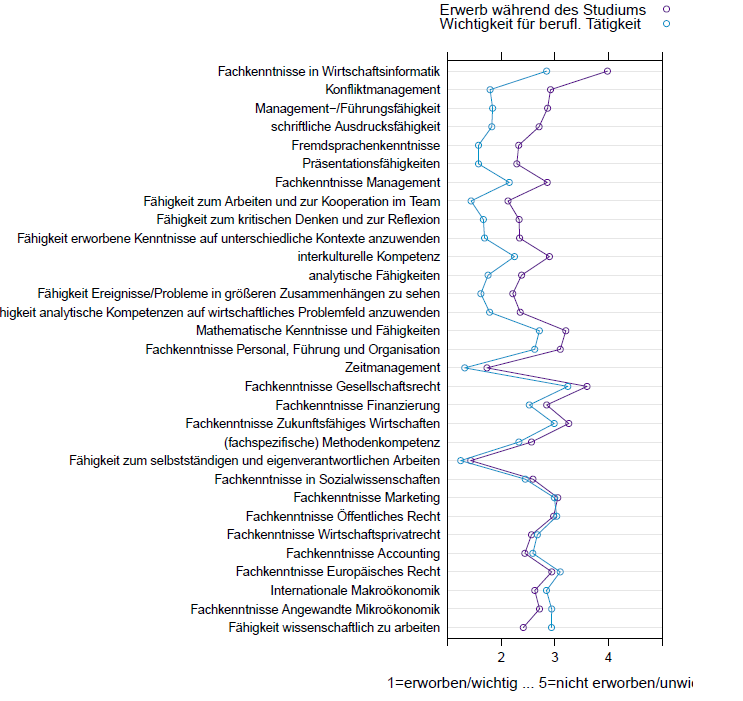 Erwerb während des Studiums
Wichtigkeit für berufl. Tätigkeit
Fachkenntnisse in Wirtschaftsinformatik
Konfliktmanagement
Management−/Führungsfähigkeit
schriftliche Ausdrucksfähigkeit
Fremdsprachenkenntnisse
Präsentationsfähigkeiten
Fachkenntnisse Management
Fähigkeit zum Arbeiten und zur Kooperation im Team
Fähigkeit zum kritischen Denken und zur Reflexion
Fähigkeit erworbene Kenntnisse auf unterschiedliche Kontexte anzuwenden
interkulturelle Kompetenz
analytische Fähigkeiten
Fähigkeit Ereignisse/Probleme in größeren Zusammenhängen zu sehen
higkeit analytische Kompetenzen auf wirtschaftliches Problemfeld anzuwenden
Mathematische Kenntnisse und Fähigkeiten
Fachkenntnisse Personal, Führung und Organisation
Zeitmanagement
Fachkenntnisse Gesellschaftsrecht
Fachkenntnisse Finanzierung
Fachkenntnisse Zukunftsfähiges Wirtschaften
(fachspezifische) Methodenkompetenz
Fähigkeit zum selbstständigen und eigenverantwortlichen Arbeiten
Fachkenntnisse in Sozialwissenschaften
Fachkenntnisse Marketing
Fachkenntnisse Öffentliches Recht
Fachkenntnisse Wirtschaftsprivatrecht
Fachkenntnisse Accounting
Fachkenntnisse Europäisches Recht
Internationale Makroökonomik
Fachkenntnisse Angewandte Mikroökonomik
Fähigkeit wissenschaftlich zu arbeiten
2 3 4
1=erworben/wichtig ... 5=nicht erworben/unwi